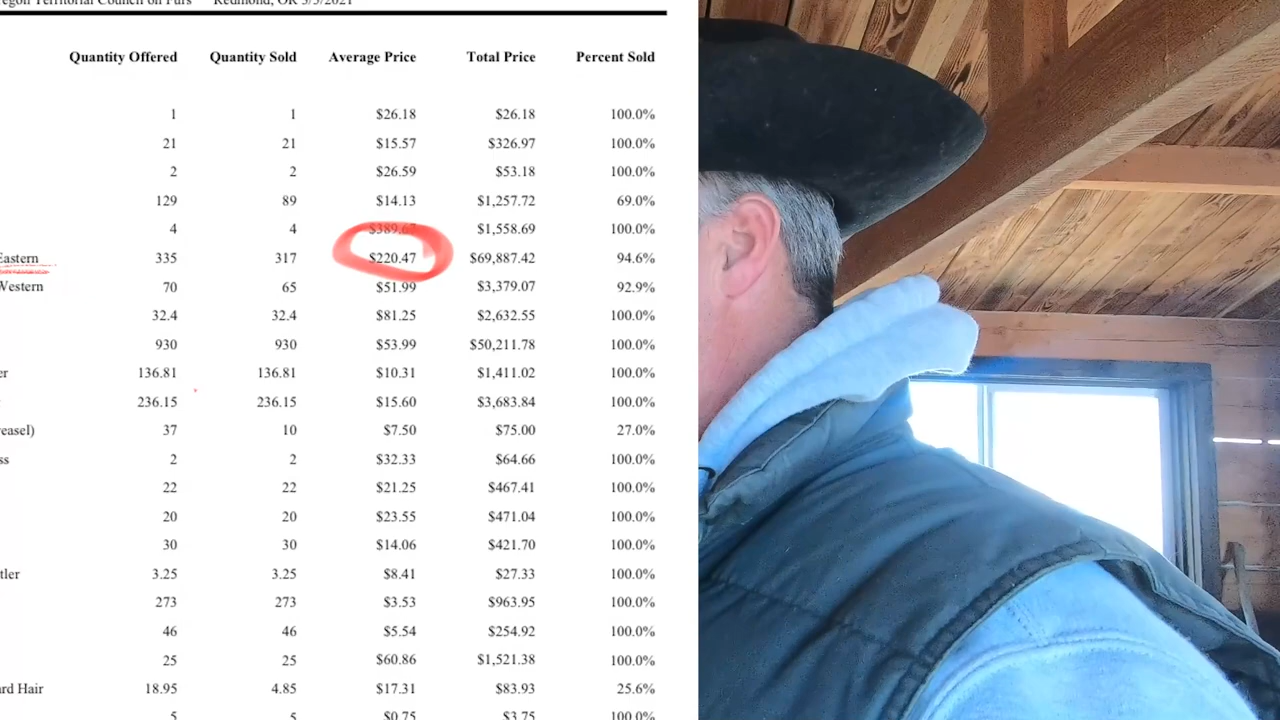 Territorial Council on Furs Redmond, OR 3/5/2021
Quantity Offered Quantity Sold Average Price Total Price Percent Sold
1 1 $26.18 $26.18 100.0%
21 21 $15.57 $326.97 100.0%
2 2 $26.59 $53.18 100.0%
129 89 $14.13 $1,257.72 69.0%
4 4 $389.67 $1,558.69 100.0%
Eastern 335 317 $220.47 $69,887.42 94.6%
Western 70 65 $51.99 $3,379.07 92.9%
32.4 32.4 $81.25 $2,632.55 100.0%
930 930 $53.99 $50,211.78 100.0%
er 136.81 136.81 $10.31 $1,411.02 100.0%
236.15 236.15 $15.60 $3,683.84 100.0%
easel) 37 10 $7.50 $75.00 27.0%
ss 2 2 $32.33 $64.66 100.0%
22 22 $21.25 $467.41 100.0%
20 20 $23.55 $471.04 100.0%
30 30 $14.06 $421.70 100.0%
tler 3.25 3.25 $8.41 $27.33 100.0%
273 273 $3.53 $963.95 100.0%
46 46 $5.54 $254.92 100.0%
25 25 $60.86 $1,521.38 100.0%
ard Hair 18.95 4.85 $17.31 $83.93 25.6%
5 5 $0.75 $3.75 100.0%